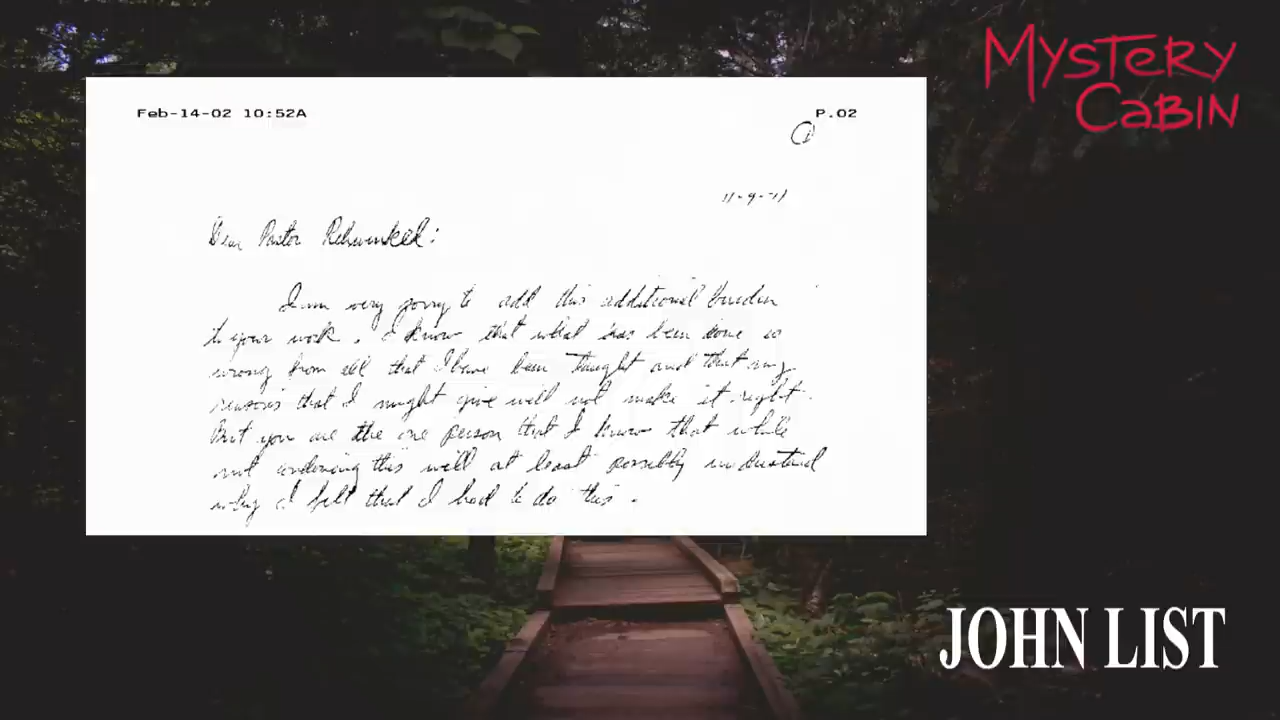 Mystery
Cabin
Feb-14-02 10:52A P.02
1
11-9-71
Dear Pastor Rehwinkel:
I am very sorry to add this additional burden
to your work. I know that what has been done is
wrong from all that I have been taught and that any
reasons that I might give will not make it right.
But you are the one person that I know that while
not condoning this will at least possibly understand
why I felt that I had to do this.
JOHN LIST